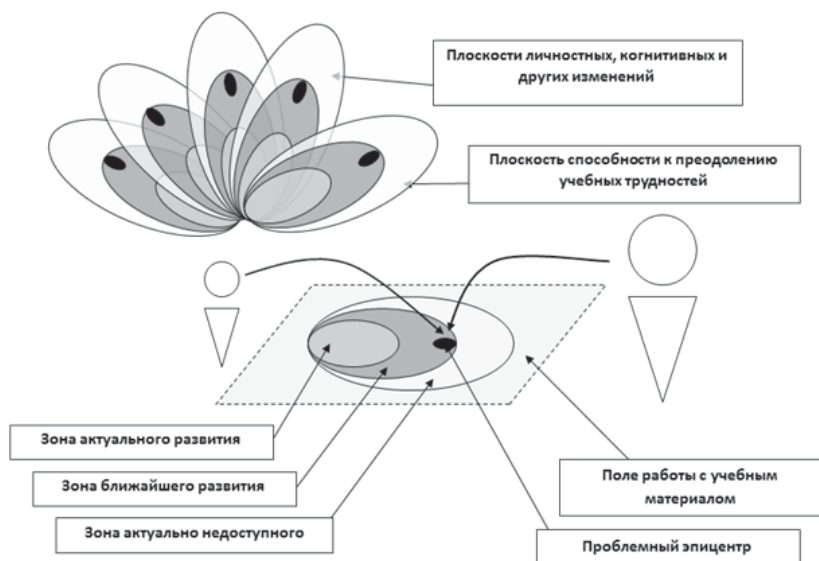 Плоскости личностных, когнитивных и
других изменений
Плоскость способности к преодолению
учебных трудностей
Зона актуального развития
Зона ближайшего развития
Зона актуально недоступного
Поле работы с учебным
материалом
Проблемный эпицентр